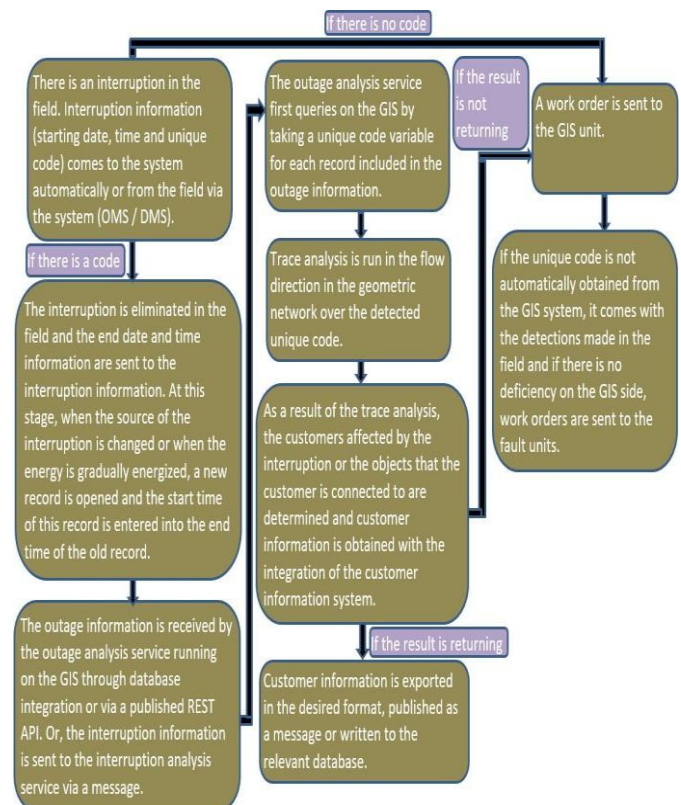 If there is no code
There is an interruption in the
field. Interruption information
(starting date, time and unique
code) comes to the system
automatically or from the field via
the system (OMS / DMS).
If there is a code
The interruption is eliminated in the
field and the end date and time
information are sent to the
interruption information. At this
stage, when the source of the
interruption is changed or when the
energy is gradually energized, a new
record is opened and the start time
of this record is entered into the end
time of the old record.
The outage information is received by
the outage analysis service running
on the GIS through database
integration or via a published REST
API. Or, the interruption information
is sent to the interruption analysis
service via a message.
The outage analysis service
first queries on the GIS by
taking a unique code variable
for each record included in the
outage information.
Trace analysis is run in the flow
direction in the geometric
network over the detected
unique code.
As a result of the trace analysis,
the customers affected by the
interruption or the objects that the
customer is connected to are
determined and customer
information is obtained with the
integration of the customer
information system.
If the result is returning
Customer information is exported
in the desired format, published as
a message or written to the
relevant database.
If the result
is not
returning
A work order is sent to
the GIS unit.
If the unique code is not
automatically obtained from
the GIS system, it comes with
the detections made in the
field and if there is no
deficiency on the GIS side,
work orders are sent to the
fault units.